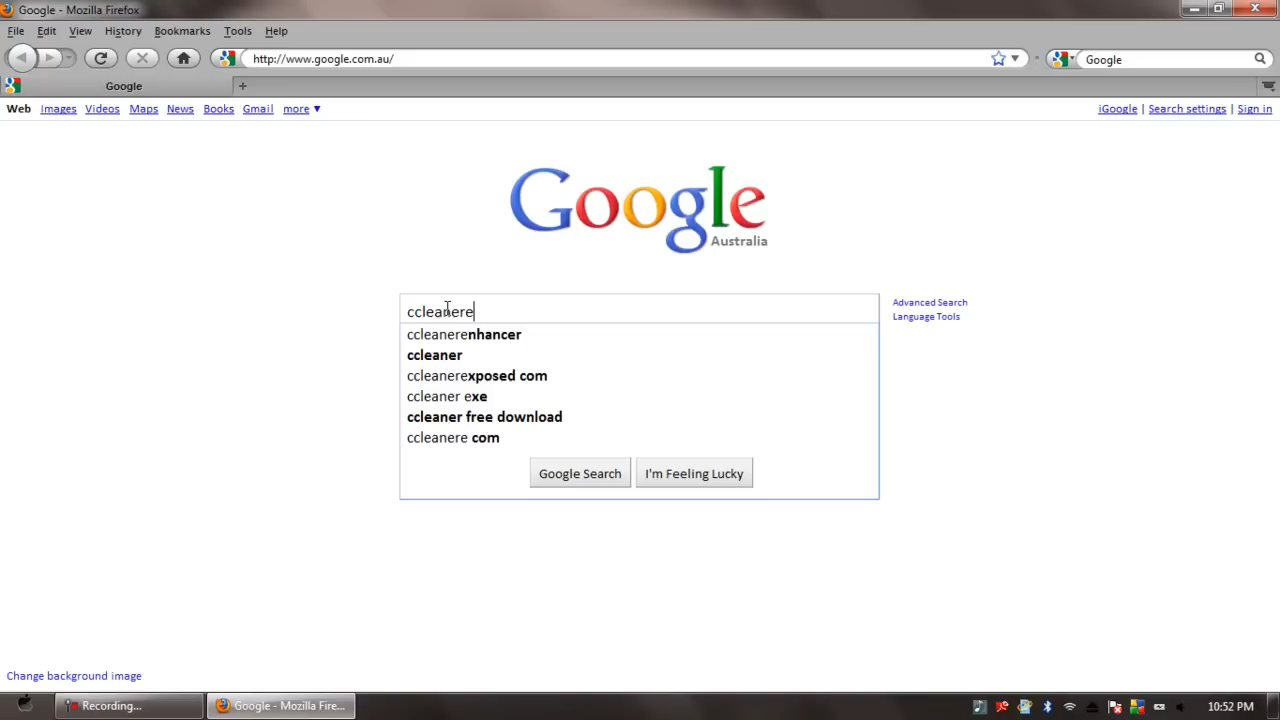 Google - Mozilla Firefox
File Edit View History Bookmarks Tools Help
http://www.google.com.au/ Google
Google
Web Images Videos Maps News Books Gmail more ▼ iGoogle | Search settings | Sign in
Google
Australia
ccleanere
Advanced Search
Language Tools
ccleanerenhancer
ccleaner
ccleanerexposed com
ccleaner exe
ccleaner free download
ccleanere com
Google Search I'm Feeling Lucky
Change background image
Recording... Google - Mozilla Fire... 10:52 PM